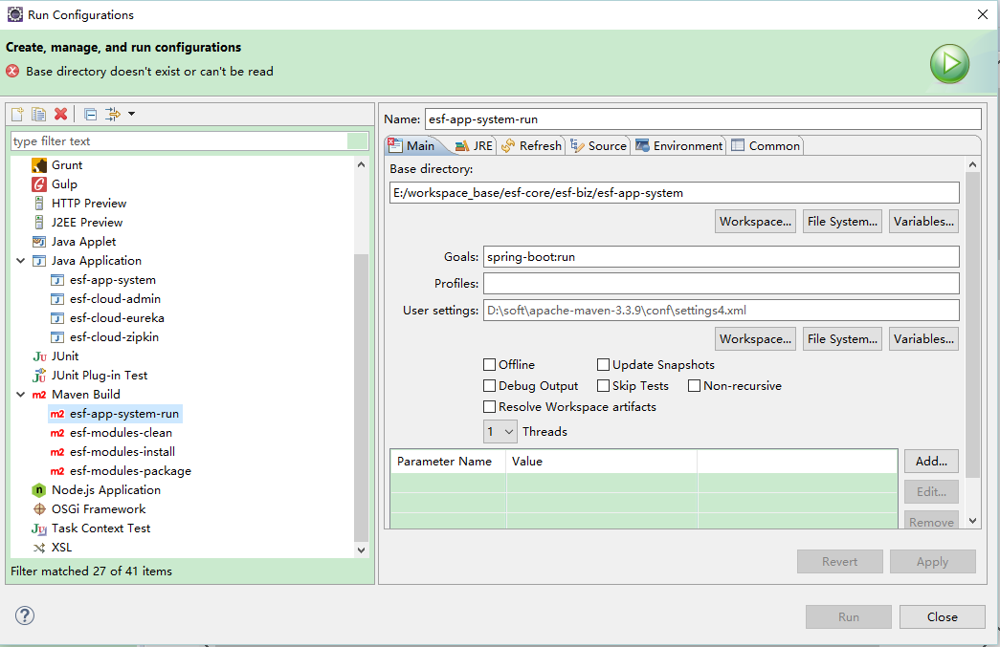 Run Configurations
Create, manage, and run configurations
Base directory doesn't exist or can't be read
type filter text
Grunt
Gulp
HTTP Preview
J2EE Preview
Java Applet
Java Application
esf-app-system
esf-cloud-admin
esf-cloud-eureka
esf-cloud-zipkin
JUnit
JUnit Plug-in Test
Maven Build
esf-app-system-run
esf-modules-clean
esf-modules-install
esf-modules-package
Node.js Application
OSGi Framework
Task Context Test
XSL
Filter matched 27 of 41 items
Name: esf-app-system-run
Main JRE Refresh Source Environment Common
Base directory:
E:/workspace_base/esf-core/esf-biz/esf-app-system
Workspace... File System... Variables...
Goals: spring-boot:run
Profiles:
User settings: D:\soft\apache-maven-3.3.9\conf\settings4.xml
Workspace... File System... Variables...
Offline Update Snapshots
Debug Output Skip Tests Non-recursive
Resolve Workspace artifacts
1 Threads
Parameter Name Value
Add...
Edit...
Remove
Revert Apply
Run Close